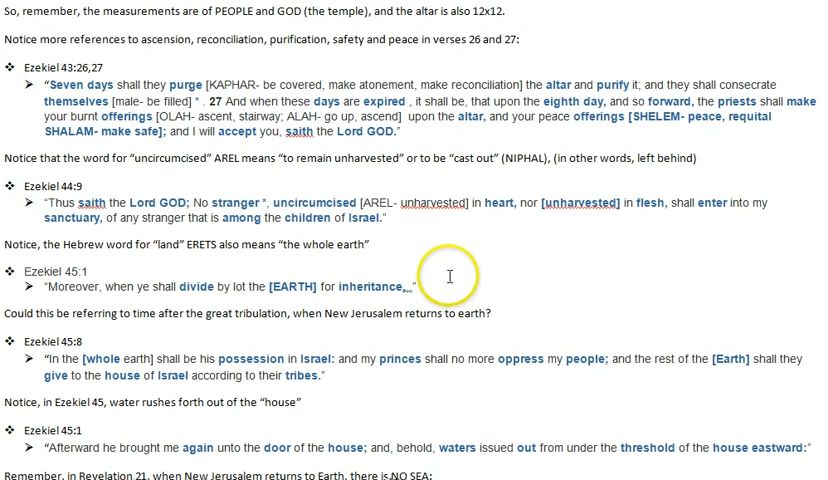 So, remember, the measurements are of PEOPLE and GOD (the temple), and the altar is also 12x12.
Notice more references to ascension, reconciliation, purification, safety and peace in verses 26 and 27:
❖ Ezekiel 43:26,27
➢ “Seven days shall they purge [KAPHAR- be covered, make atonement, make reconciliation] the altar and purify it; and they shall consecrate
themselves [male- be filled] * . 27 And when these days are expired , it shall be, that upon the eighth day, and so forward, the priests shall make
your burnt offerings [OLAH- ascent, stairway; ALAH- go up, ascend] upon the altar, and your peace offerings [SHELEM- peace, requital
SHALAM- make safe]; and I will accept you, saith the Lord GOD.”
Notice that the word for “uncircumcised” AREL means “to remain unharvested” or to be “cast out” (NIPHAL), (in other words, left behind)
❖ Ezekiel 44:9
➢ “Thus saith the Lord GOD; No stranger *, uncircumcised [AREL- unharvested] in heart, nor [unharvested] in flesh, shall enter into my
sanctuary, of any stranger that is among the children of Israel.”
Notice, the Hebrew word for “land” ERETS also means “the whole earth”
❖ Ezekiel 45:1
➢ “Moreover, when ye shall divide by lot the [EARTH] for inheritance,..”
Could this be referring to time after the great tribulation, when New Jerusalem returns to earth?
❖ Ezekiel 45:8
➢ “In the [whole earth] shall be his possession in Israel: and my princes shall no more oppress my people; and the rest of the [Earth] shall they
give to the house of Israel according to their tribes.”
Notice, in Ezekiel 45, water rushes forth out of the “house”
❖ Ezekiel 45:1
➢ “Afterward he brought me again unto the door of the house; and, behold, waters issued out from under the threshold of the house eastward:”
Remember, in Revelation 21, when New Jerusalem returns to Earth, there is NO SEA: